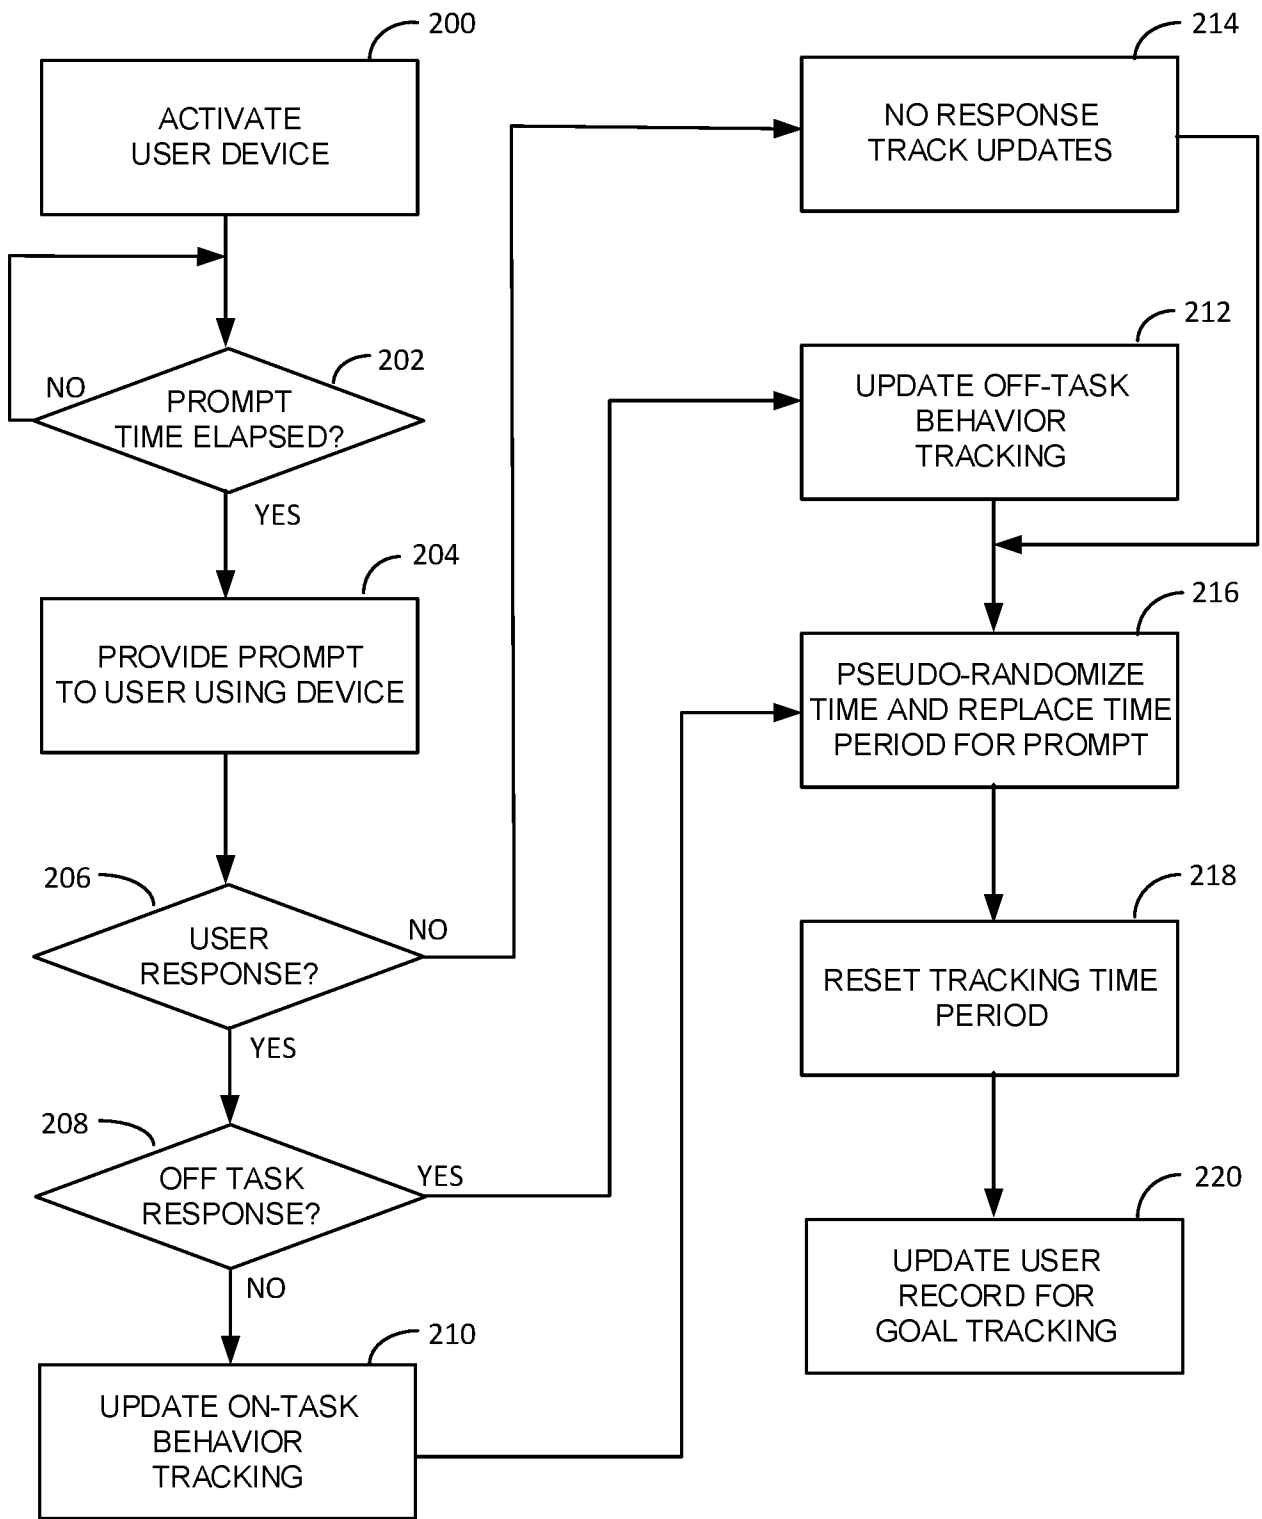 200
ACTIVATE
USER DEVICE
202
NO
PROMPT
TIME ELAPSED?
YES
204
PROVIDE PROMPT
TO USER USING DEVICE
206
USER
RESPONSE?
NO
YES
208
OFF TASK
RESPONSE?
YES
NO
210
UPDATE ON-TASK
BEHAVIOR
TRACKING
214
NO RESPONSE
TRACK UPDATES
212
UPDATE OFF-TASK
BEHAVIOR
TRACKING
216
PSEUDO-RANDOMIZE
TIME AND REPLACE TIME
PERIOD FOR PROMPT
218
RESET TRACKING TIME
PERIOD
220
UPDATE USER
RECORD FOR
GOAL TRACKING